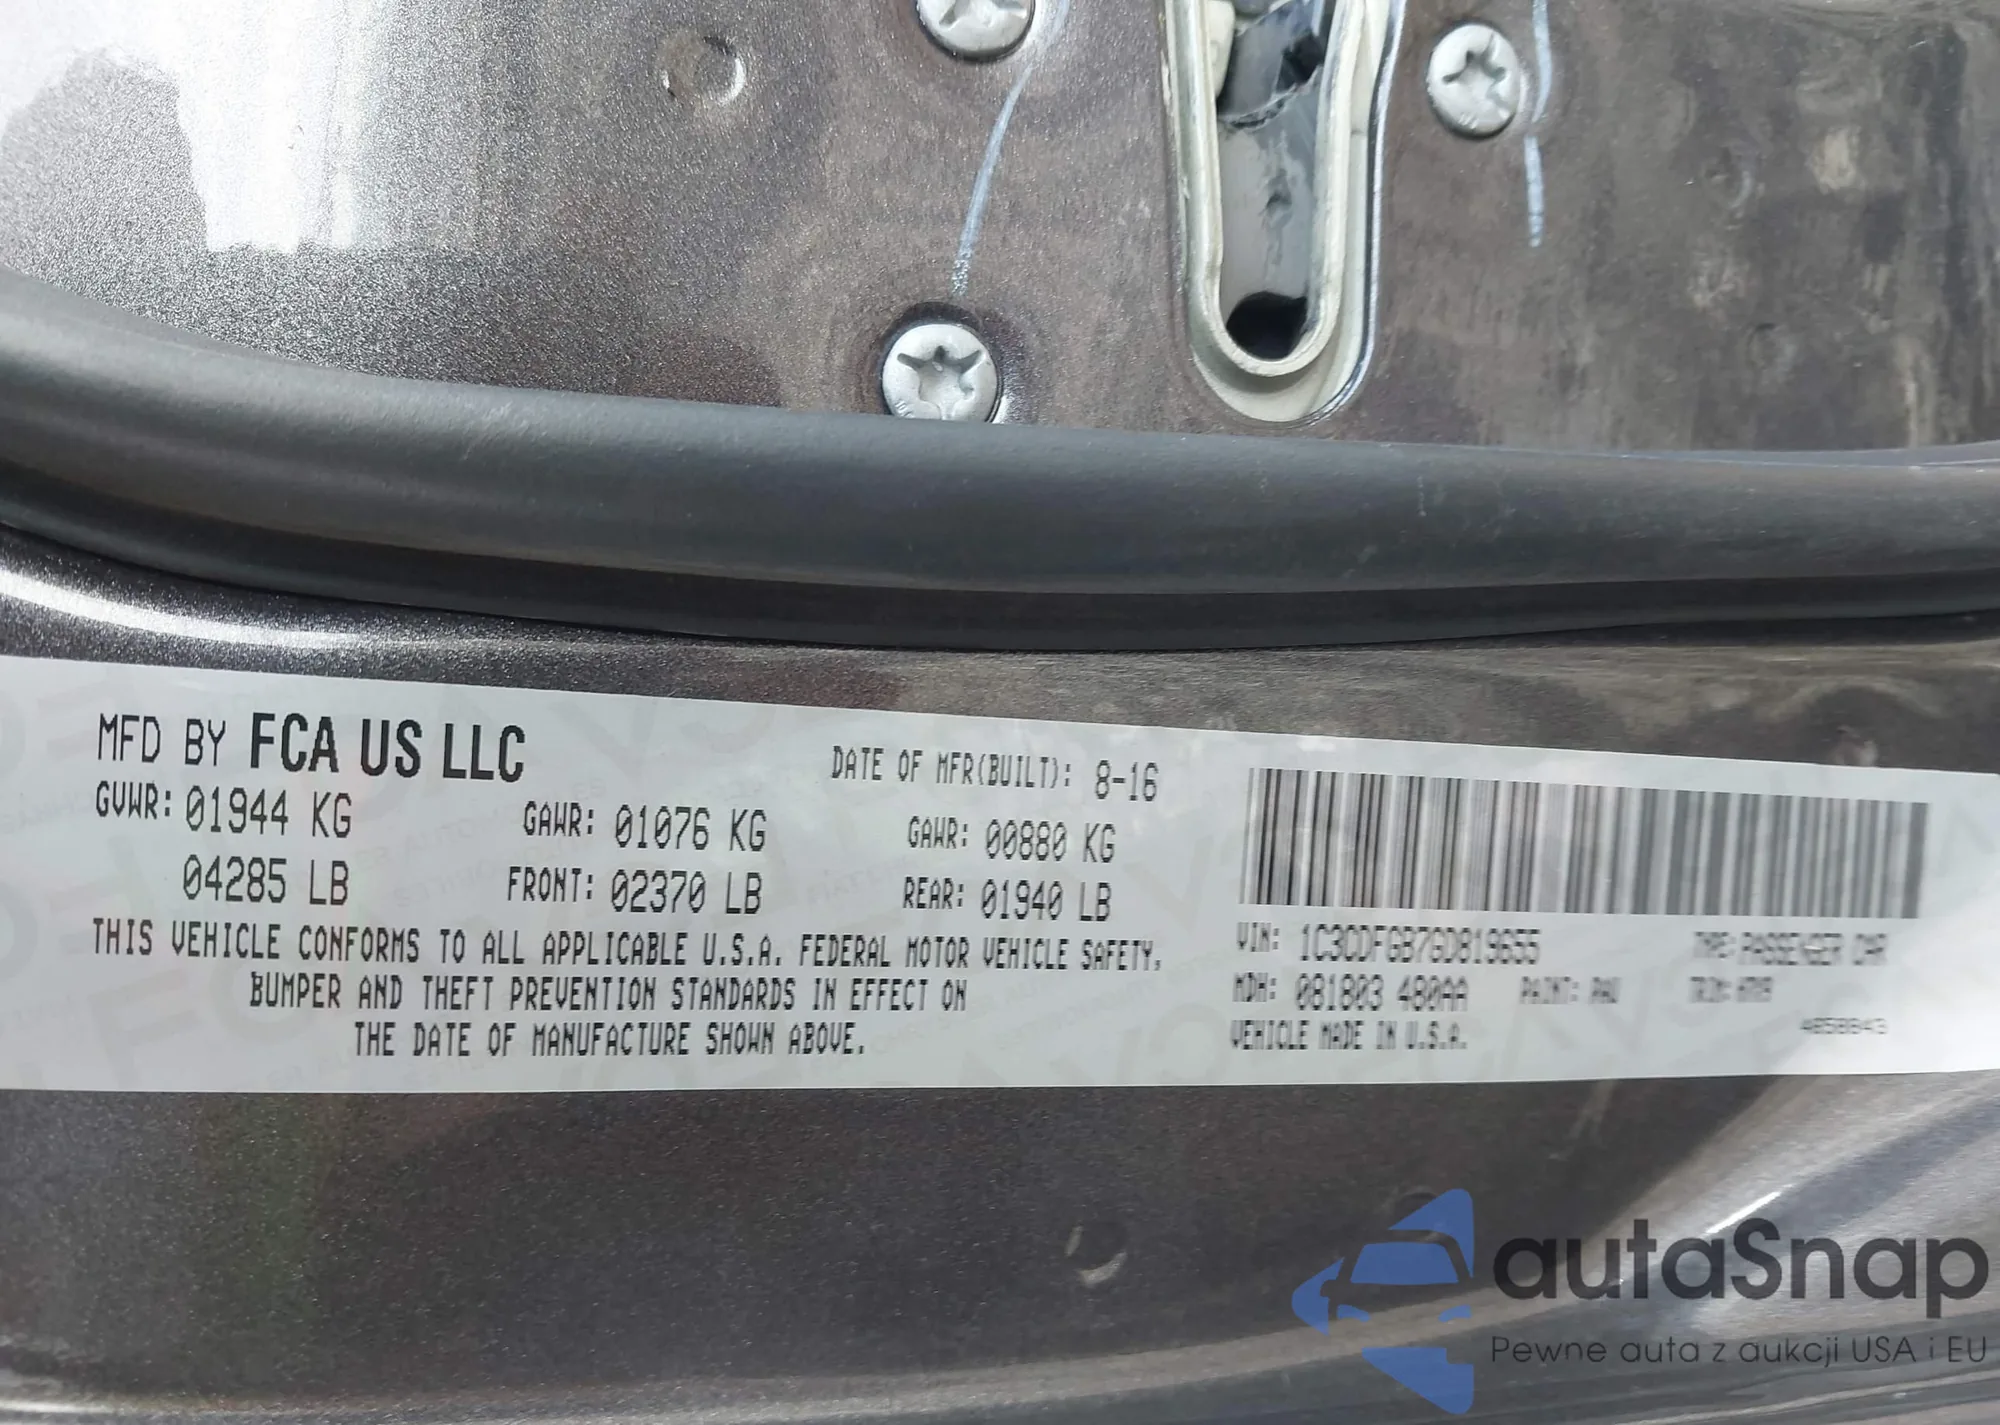 MFD BY FCA US LLC
DATE OF MFR(BUILT): 8-16
GVWR: 01944 KG GAWR: 01076 KG GAWR: 00880 KG
04285 LB FRONT: 02370 LB REAR: 01940 LB
THIS VEHICLE CONFORMS TO ALL APPLICABLE U.S.A. FEDERAL MOTOR VEHICLE SAFETY,
BUMPER AND THEFT PREVENTION STANDARDS IN EFFECT ON
THE DATE OF MANUFACTURE SHOWN ABOVE.
VIN: 1C3CDFGB7GD819655 TYPE: PASSENGER CAR
MDH: 081803 480AA PAINT: PAU TRIM:
VEHICLE MADE IN U.S.A.
autaSnap
Pewne auta z aukcji USA i EU